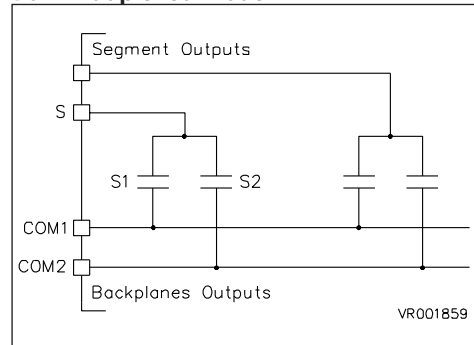 Segment Outputs
S
S1
S2
COM1
COM2
Backplanes Outputs
VR001859